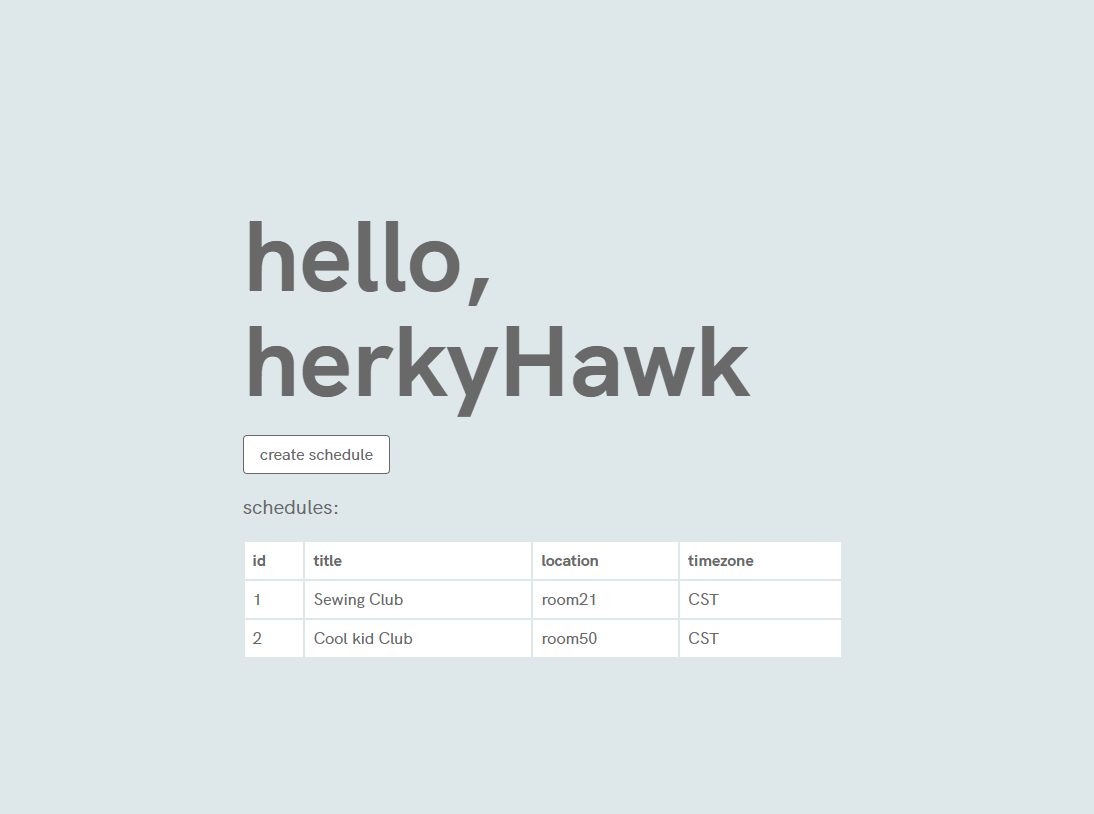 hello,
herkyHawk
create schedule
schedules:
id title location timezone
1 Sewing Club room21 CST
2 Cool kid Club room50 CST